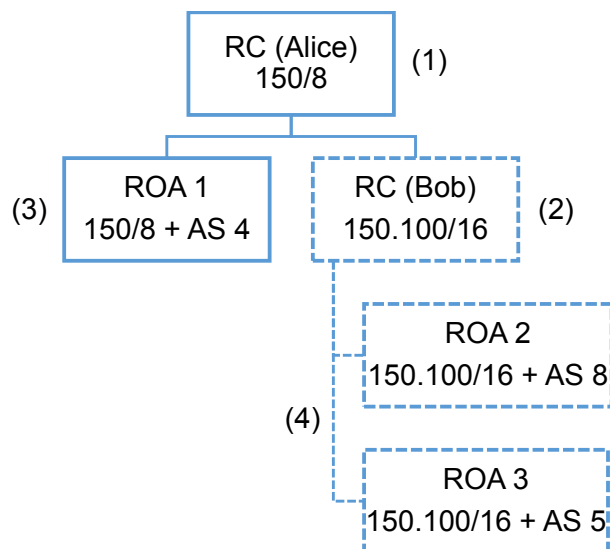 RC (Alice)
150/8
(1)
(3)
ROA 1
150/8 + AS 4
RC (Bob)
150.100/16
(2)
ROA 2
150.100/16 + AS 8
(4)
ROA 3
150.100/16 + AS 5